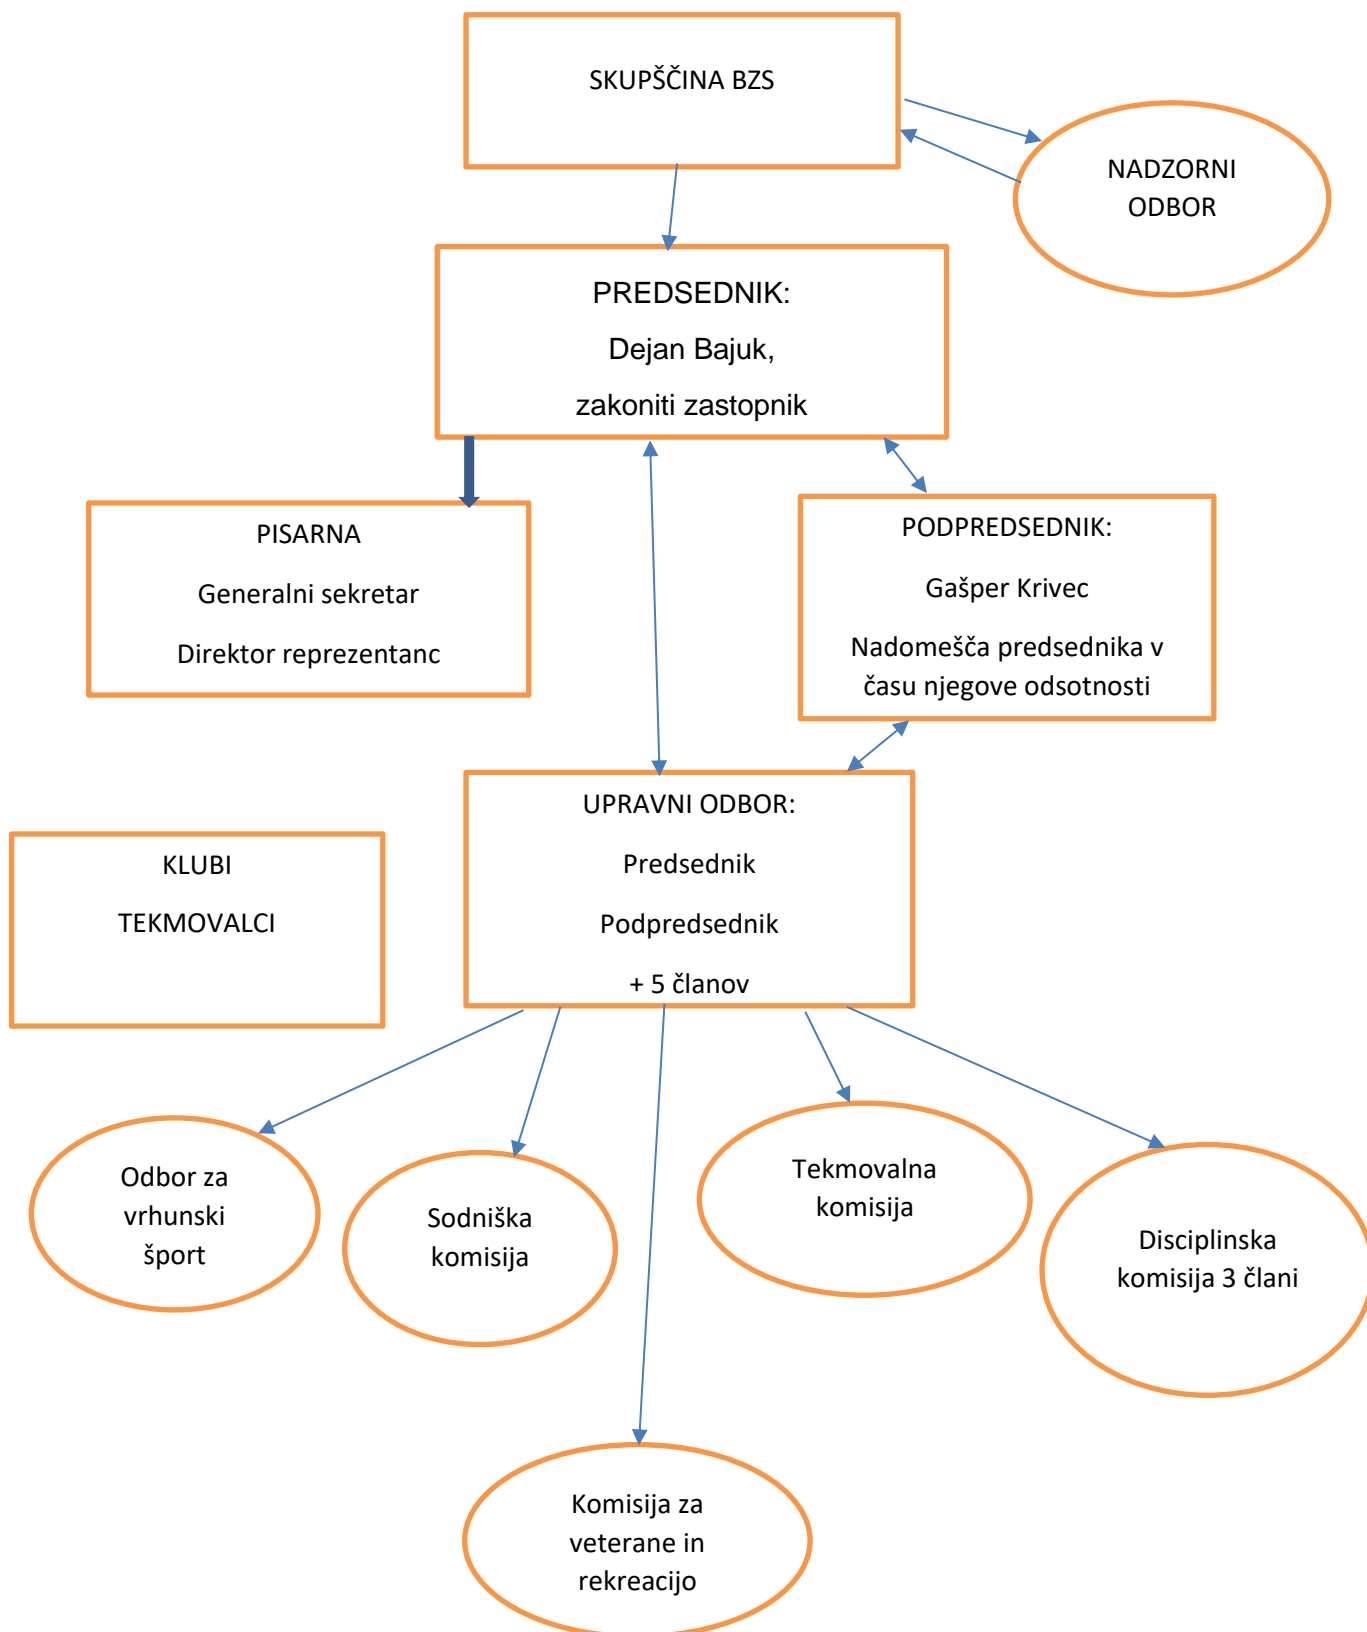 SKUPŠČINA BZS
NADZORNI
ODBOR
PREDSEDNIK:
Dejan Bajuk,
zakoniti zastopnik
PISARNA
Generalni sekretar
Direktor reprezentanc
PODPREDSEDNIK:
Gašper Krivec
Nadomešča predsednika v
času njegove odsotnosti
UPRAVNI ODBOR:
Predsednik
Podpredsednik
+ 5 članov
KLUBI
TEKMOVALCI
Odbor za
vrhunski
šport
Sodniška
komisija
Tekmovalna
komisija
Disciplinska
komisija 3 člani
Komisija za
veterane in
rekreacijo